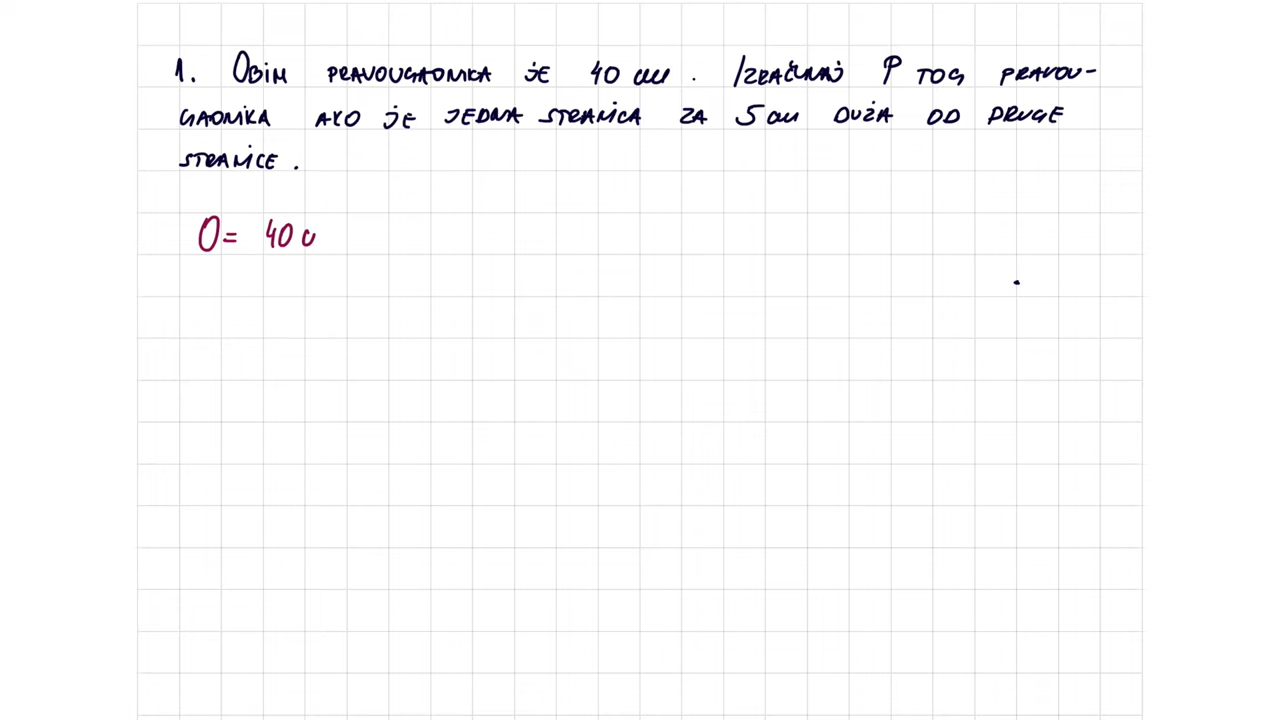 1. OBIM PRAVOUGAONIKA JE 40 cm. IZRAČUNAJ P TOG PRAVOU-
GAONIKA AKO JE JEDNA STRANICA ZA 5 cm DUŽA OD DRUGE
STRANICE.
O= 40 c